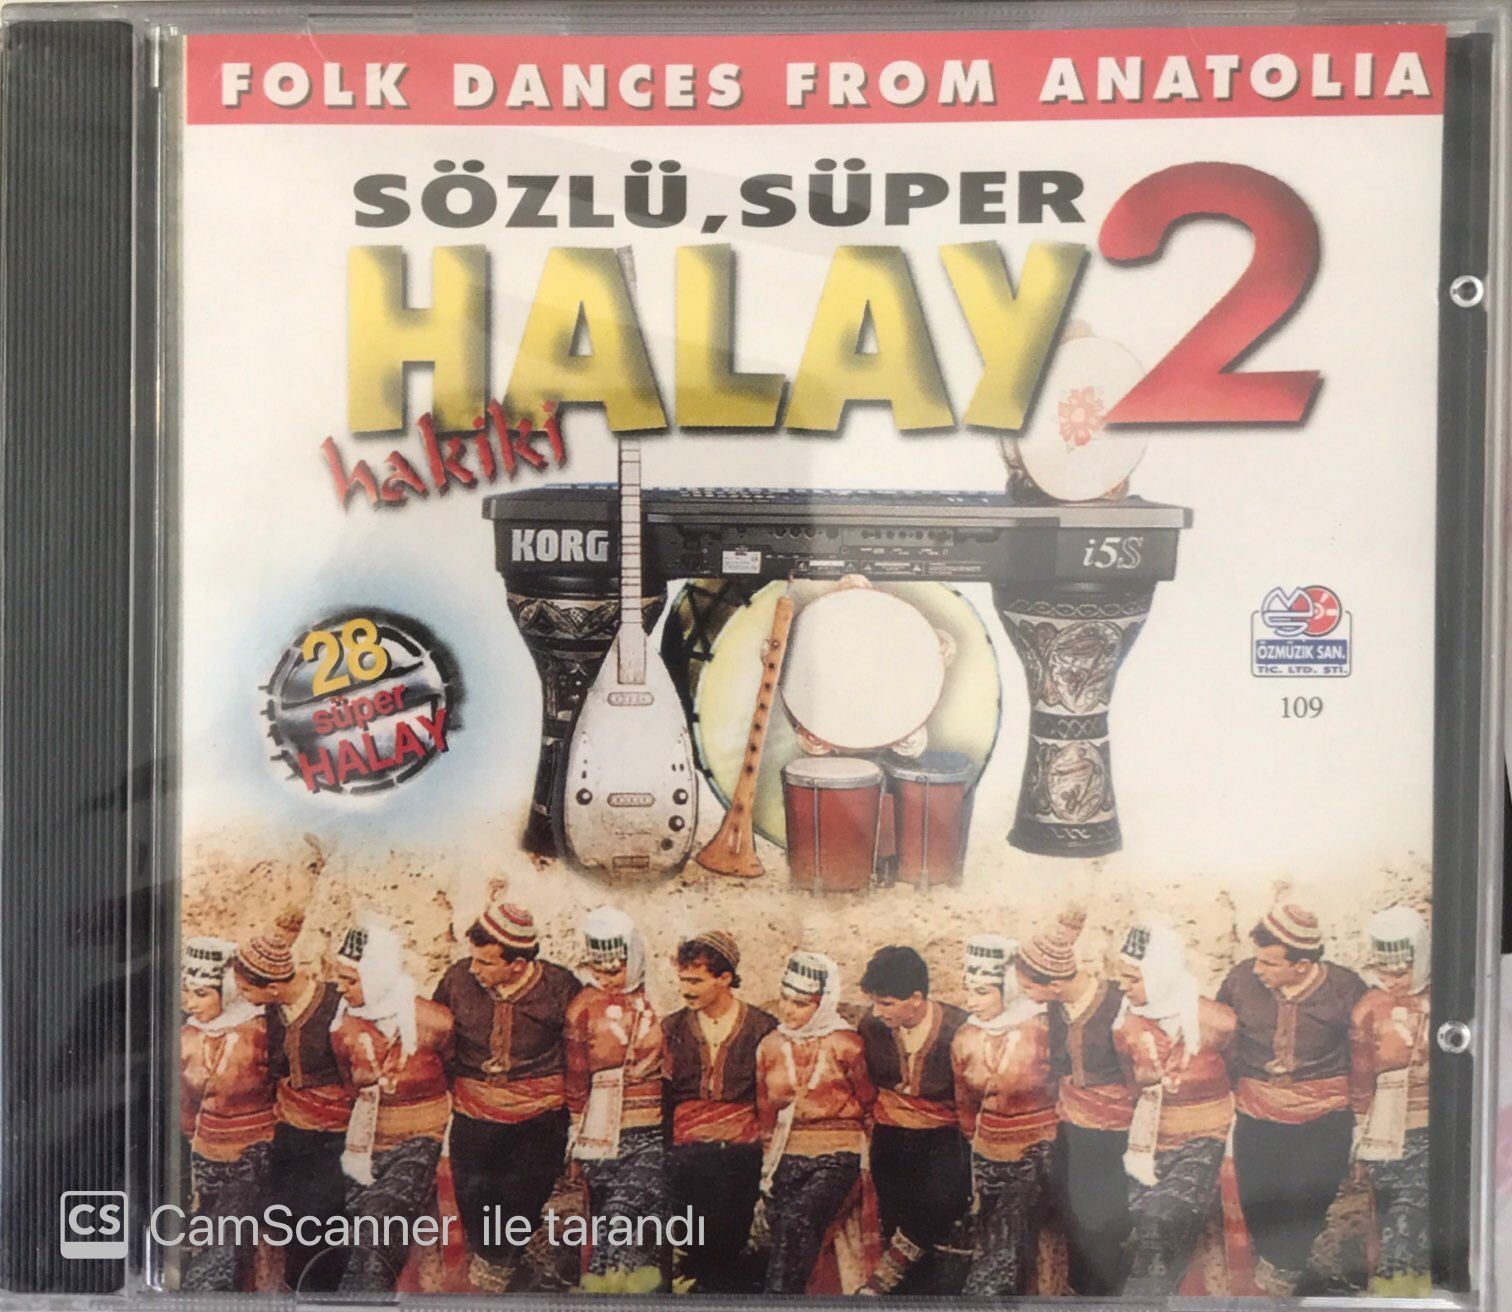 FOLK DANCES FROM ANATOLIA
SÖZLÜ, SÜPER
HALAY 2
hakiki
KORG
i5S
28
süper
HALAY
ÖZMÜZİK SAN.
TİC. LTD. ŞTİ.
109
CS CamScanner ile tarandı